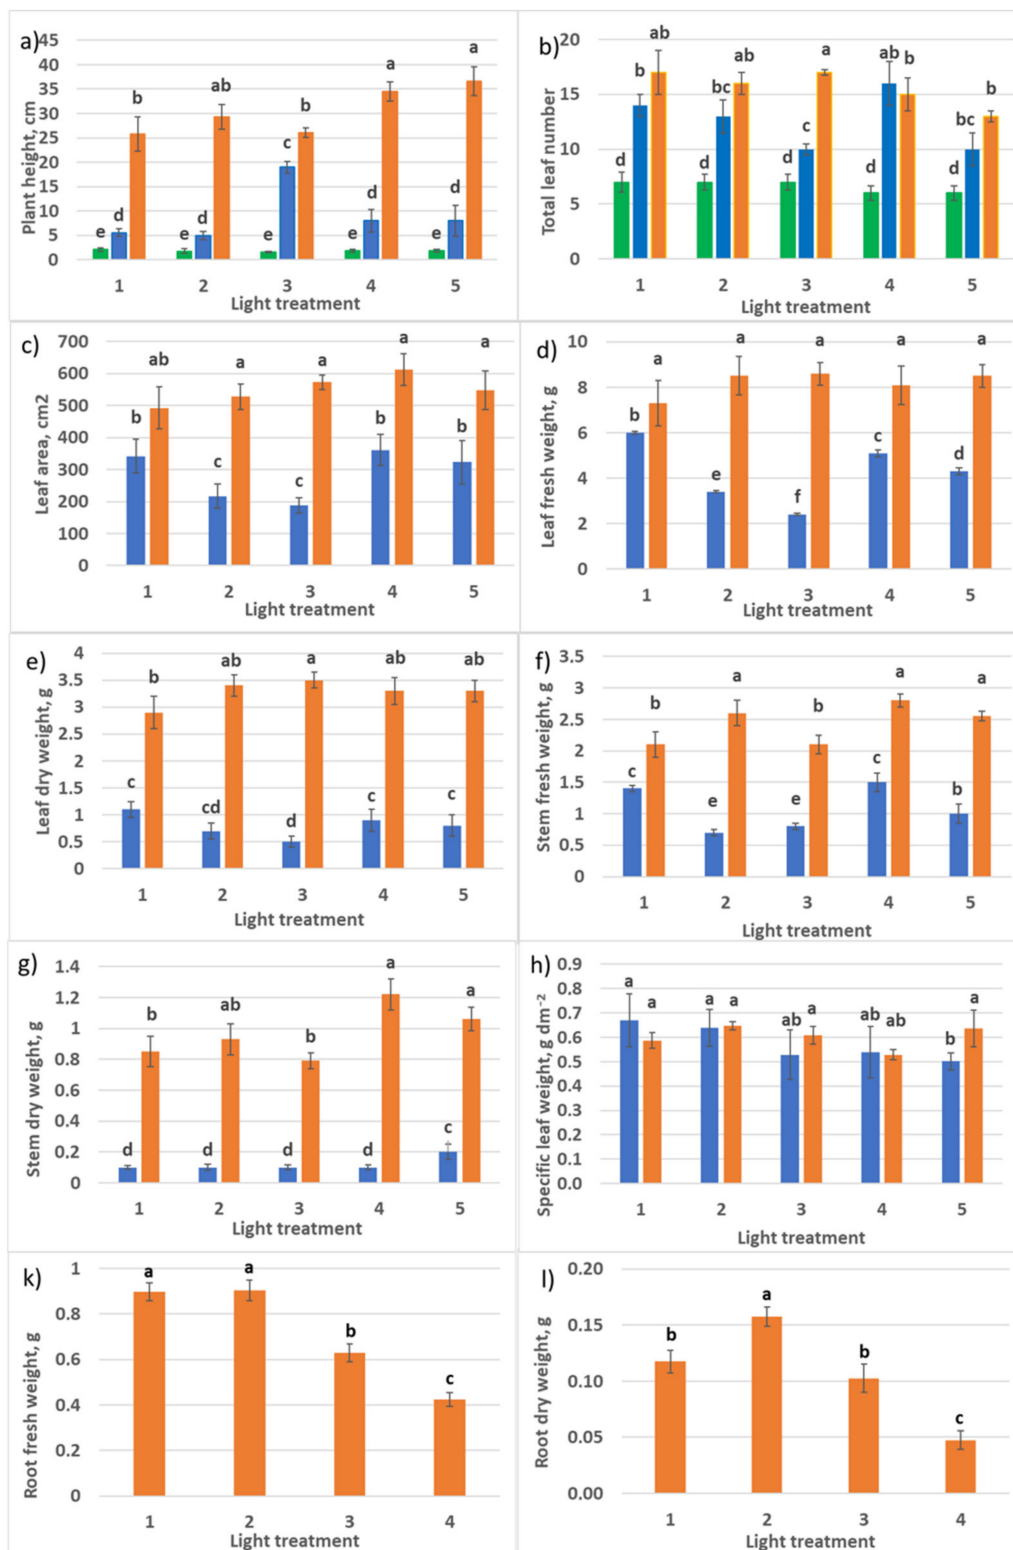 a)
Plant height, cm
45
40
35
30
25
20
15
10
5
0
e d b
e d ab
e c b
e d a
e d a
1 2 3 4 5
Light treatment
b)
Total leaf number
20
15
10
5
0
d b ab
d bc ab
d c a
d ab b
d bc b
1 2 3 4 5
Light treatment
c)
Leaf area, cm2
700
600
500
400
300
200
100
0
b ab
c a
c a
b a
b a
1 2 3 4 5
Light treatment
d)
Leaf fresh weight, g
10
8
6
4
2
0
b a
e a
f a
c a
d a
1 2 3 4 5
Light treatment
e)
Leaf dry weight, g
4
3.5
3
2.5
2
1.5
1
0.5
0
c b
cd ab
d a
c ab
c ab
1 2 3 4 5
Light treatment
f)
Stem fresh weight, g
3.5
3
2.5
2
1.5
1
0.5
0
c b
e a
e b
c a
b a
1 2 3 4 5
Light treatment
g)
Stem dry weight, g
1.4
1.2
1
0.8
0.6
0.4
0.2
0
d b
d ab
d b
d a
c a
1 2 3 4 5
Light treatment
h)
Specific leaf weight, g dm⁻²
0.9
0.8
0.7
0.6
0.5
0.4
0.3
0.2
0.1
0.0
a a
a a
ab a
ab ab
b a
1 2 3 4 5
Light treatment
k)
Root fresh weight, g
1
0.8
0.6
0.4
0.2
0
a a b c
1 2 3 4
Light treatment
l)
Root dry weight, g
0.20
0.15
0.10
0.05
0.00
b a b c
1 2 3 4
Light treatment